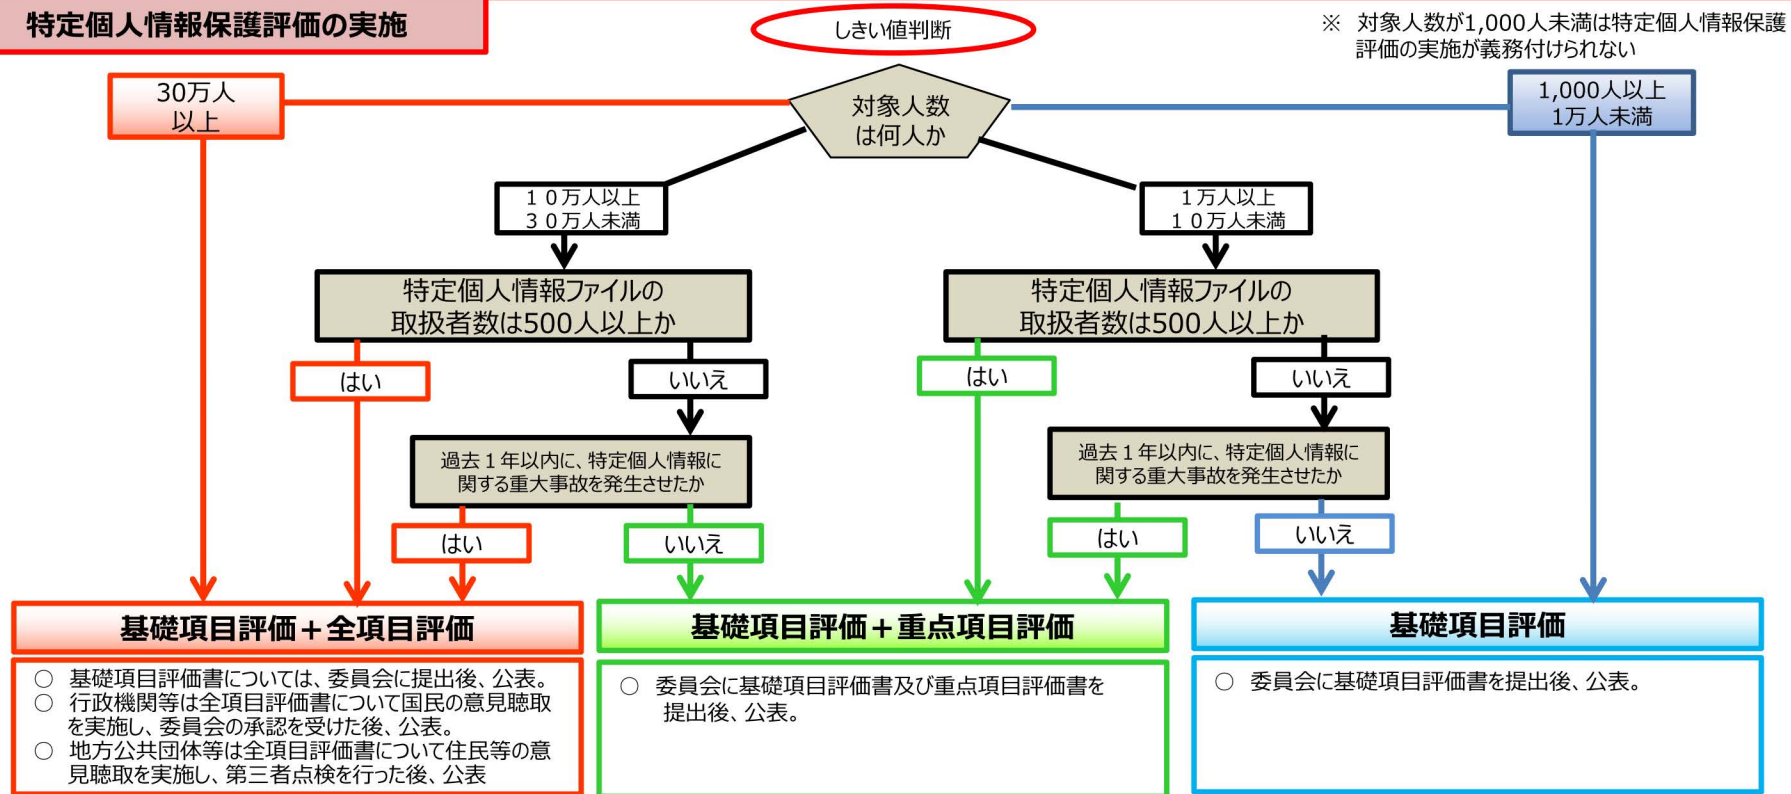 特定個人情報保護評価の実施
しきい値判断
※ 対象人数が1,000人未満は特定個人情報保護
評価の実施が義務付けられない
30万人
以上
対象人数
は何人か
1,000人以上
1万人未満
１０万人以上
３０万人未満
１万人以上
１０万人未満
特定個人情報ファイルの
取扱者数は500人以上か
特定個人情報ファイルの
取扱者数は500人以上か
はい
いいえ
はい
いいえ
過去１年以内に、特定個人情報に
関する重大事故を発生させたか
過去１年以内に、特定個人情報に
関する重大事故を発生させたか
はい
いいえ
はい
いいえ
基礎項目評価＋全項目評価
○ 基礎項目評価書については、委員会に提出後、公表。
○ 行政機関等は全項目評価書について国民の意見聴取
を実施し、委員会の承認を受けた後、公表。
○ 地方公共団体等は全項目評価書について住民等の意
見聴取を実施し、第三者点検を行った後、公表
基礎項目評価＋重点項目評価
○ 委員会に基礎項目評価書及び重点項目評価書を
提出後、公表。
基礎項目評価
○ 委員会に基礎項目評価書を提出後、公表。